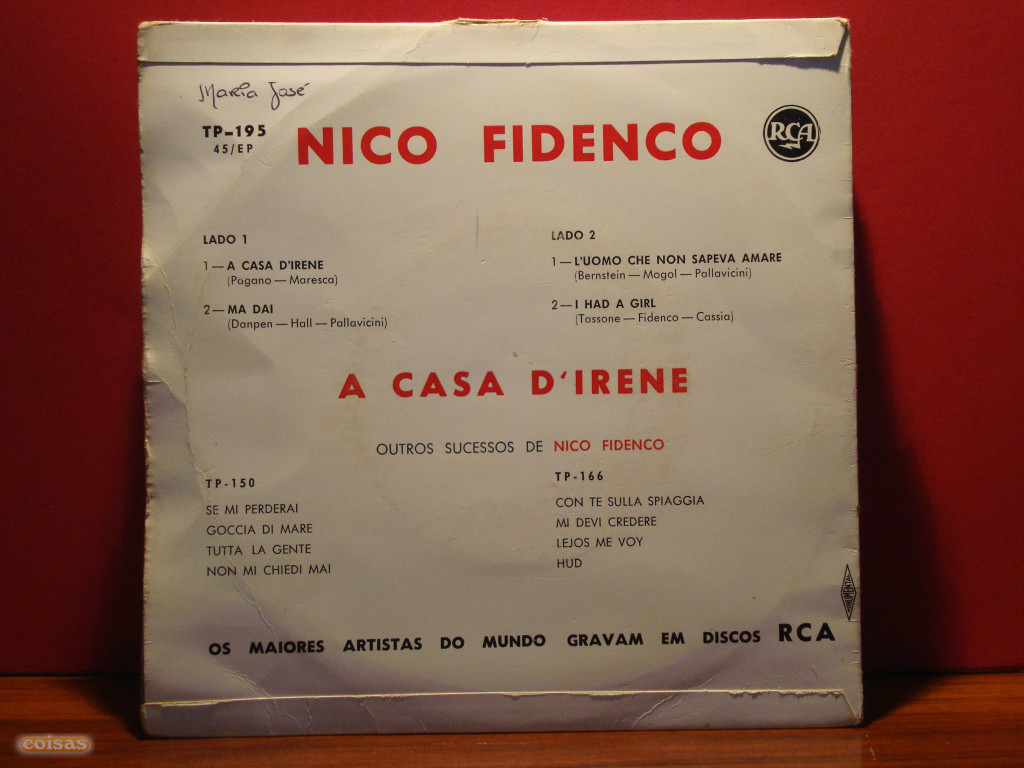 Maria José
TP-195
45/EP
NICO FIDENCO
RCA
LADO 1
1 — A CASA D'IRENE
(Pagano — Maresca)
2 — MA DAI
(Danpen — Hall — Pallavicini)
LADO 2
1 — L'UOMO CHE NON SAPEVA AMARE
(Bernstein — Mogol — Pallavicini)
2 — I HAD A GIRL
(Tassone — Fidenco — Cassia)
A CASA D'IRENE
OUTROS SUCESSOS DE NICO FIDENCO
TP-150
SE MI PERDERAI
GOCCIA DI MARE
TUTTA LA GENTE
NON MI CHIEDI MAI
TP-166
CON TE SULLA SPIAGGIA
MI DEVI CREDERE
LEJOS ME VOY
HUD
OS MAIORES ARTISTAS DO MUNDO GRAVAM EM DISCOS RCA
coisas